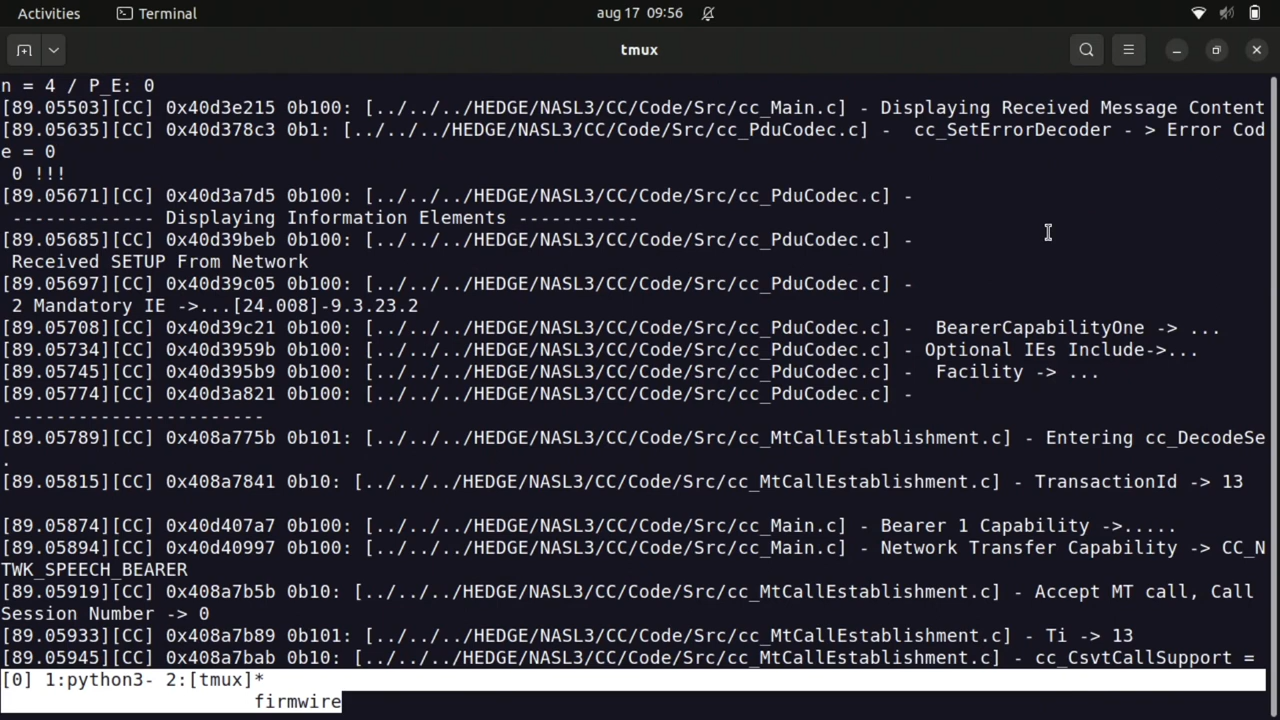 Activities Terminal aug 17 09:56
tmux
n = 4 / P_E: 0
[89.05503][CC] 0x40d3e215 0b100: [../../../HEDGE/NASL3/CC/Code/Src/cc_Main.c] - Displaying Received Message Content
[89.05635][CC] 0x40d378c3 0b1: [../../../HEDGE/NASL3/CC/Code/Src/cc_PduCodec.c] -  cc_SetErrorDecoder - > Error Cod
e = 0
 0 !!!
[89.05671][CC] 0x40d3a7d5 0b100: [../../../HEDGE/NASL3/CC/Code/Src/cc_PduCodec.c] -
 ------------- Displaying Information Elements -----------
[89.05685][CC] 0x40d39beb 0b100: [../../../HEDGE/NASL3/CC/Code/Src/cc_PduCodec.c] -
 Received SETUP From Network
[89.05697][CC] 0x40d39c05 0b100: [../../../HEDGE/NASL3/CC/Code/Src/cc_PduCodec.c] -
 2 Mandatory IE ->...[24.008]-9.3.23.2
[89.05708][CC] 0x40d39c21 0b100: [../../../HEDGE/NASL3/CC/Code/Src/cc_PduCodec.c] -  BearerCapabilityOne -> ...
[89.05734][CC] 0x40d3959b 0b100: [../../../HEDGE/NASL3/CC/Code/Src/cc_PduCodec.c] - Optional IEs Include->...
[89.05745][CC] 0x40d395b9 0b100: [../../../HEDGE/NASL3/CC/Code/Src/cc_PduCodec.c] -  Facility -> ...
[89.05774][CC] 0x40d3a821 0b100: [../../../HEDGE/NASL3/CC/Code/Src/cc_PduCodec.c] -
 -----------------------
[89.05789][CC] 0x408a775b 0b101: [../../../HEDGE/NASL3/CC/Code/Src/cc_MtCallEstablishment.c] - Entering cc_DecodeSe
.
[89.05815][CC] 0x408a7841 0b10: [../../../HEDGE/NASL3/CC/Code/Src/cc_MtCallEstablishment.c] - TransactionId -> 13
[89.05874][CC] 0x40d407a7 0b100: [../../../HEDGE/NASL3/CC/Code/Src/cc_Main.c] - Bearer 1 Capability ->.....
[89.05894][CC] 0x40d40997 0b100: [../../../HEDGE/NASL3/CC/Code/Src/cc_Main.c] - Network Transfer Capability -> CC_N
TWK_SPEECH_BEARER
[89.05919][CC] 0x408a7b5b 0b10: [../../../HEDGE/NASL3/CC/Code/Src/cc_MtCallEstablishment.c] - Accept MT call, Call
Session Number -> 0
[89.05933][CC] 0x408a7b89 0b101: [../../../HEDGE/NASL3/CC/Code/Src/cc_MtCallEstablishment.c] - Ti -> 13
[89.05945][CC] 0x408a7bab 0b10: [../../../HEDGE/NASL3/CC/Code/Src/cc_MtCallEstablishment.c] - cc_CsvtCallSupport =
[0] 1:python3- 2:[tmux]*
firmwire